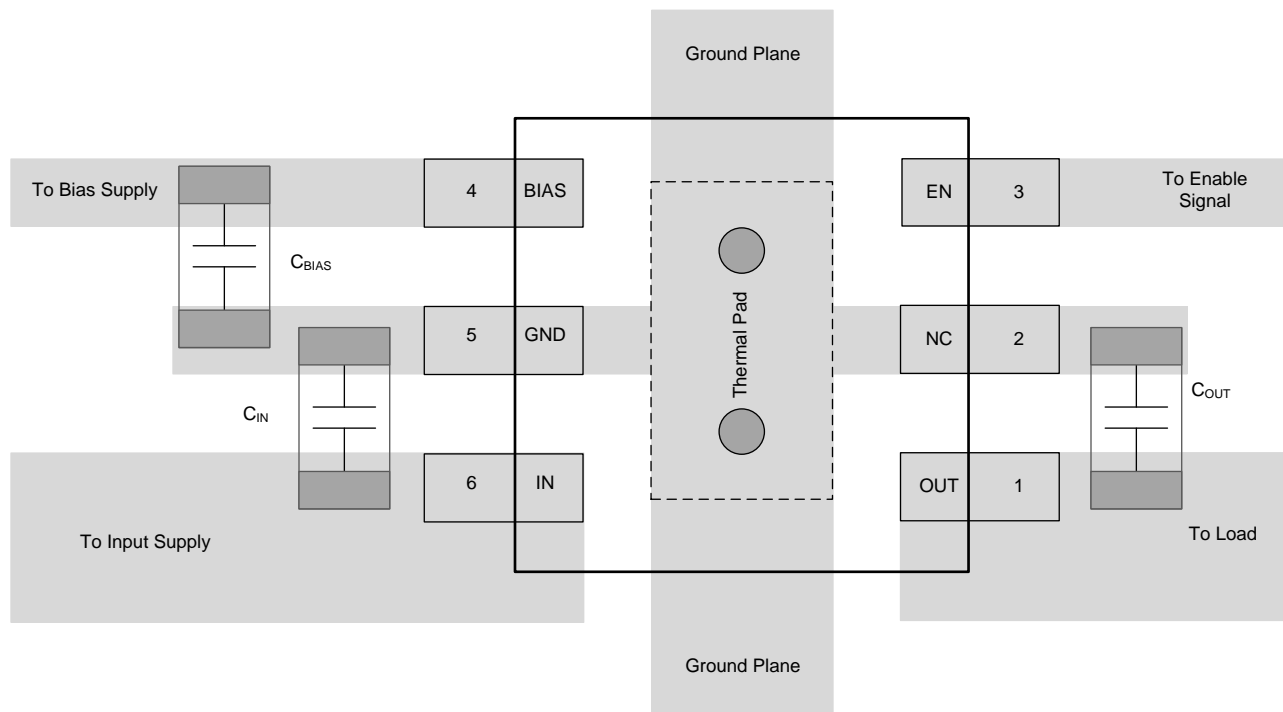 Ground Plane
To Bias Supply
4
BIAS
EN
3
To Enable
Signal
CBIAS
5
GND
Thermal Pad
NC
2
CIN
COUT
6
IN
OUT
1
To Input Supply
To Load
Ground Plane